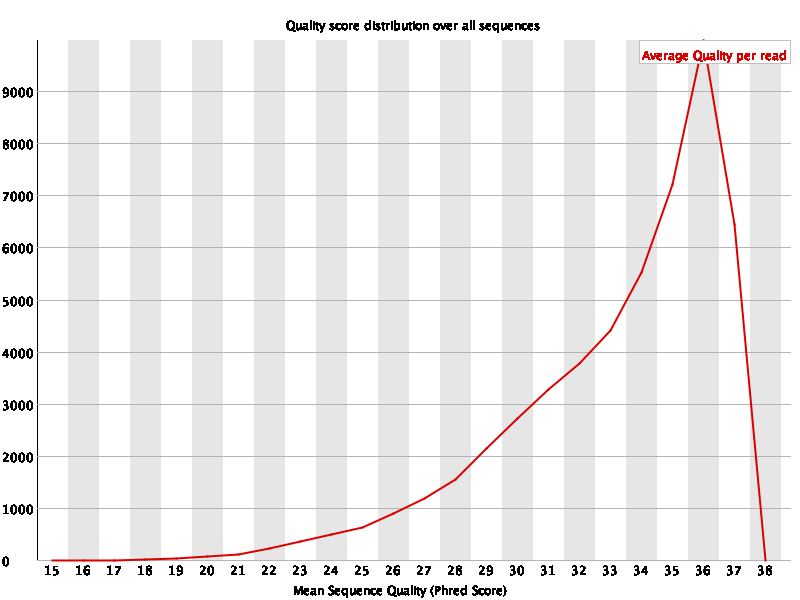 Quality score distribution over all sequences
Average Quality per read
9000
8000
7000
6000
5000
4000
3000
2000
1000
0
15 16 17 18 19 20 21 22 23 24 25 26 27 28 29 30 31 32 33 34 35 36 37 38
Mean Sequence Quality (Phred Score)